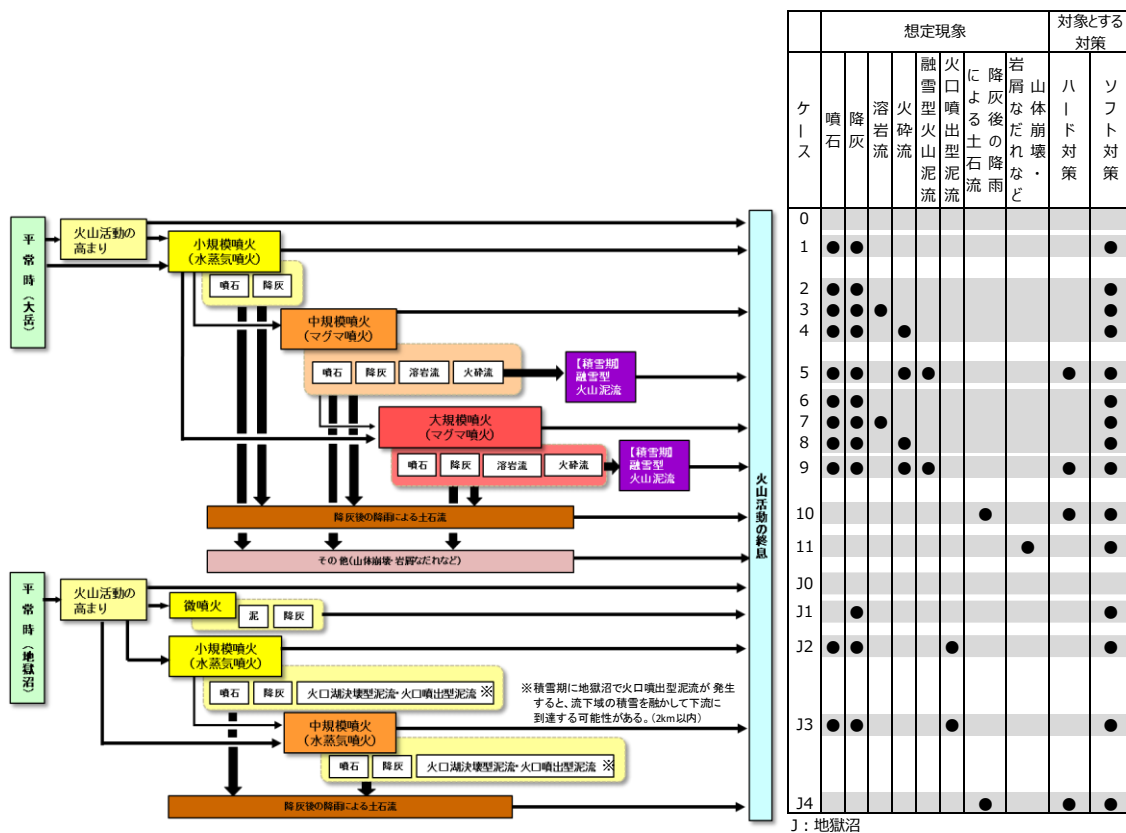 平常時（大岳）
火山活動の
高まり
小規模噴火
（水蒸気噴火）
噴石
降灰
中規模噴火
（マグマ噴火）
噴石
降灰
溶岩流
火砕流
【積雪期】
融雪型
火山泥流
大規模噴火
（マグマ噴火）
噴石
降灰
溶岩流
火砕流
【積雪期】
融雪型
火山泥流
降灰後の降雨による土石流
その他（山体崩壊・岩屑なだれなど）
平常時（地獄沼）
火山活動の
高まり
微噴火
泥
降灰
小規模噴火
（水蒸気噴火）
噴石
降灰
火口湖決壊型泥流・火口噴出型泥流 ※
※積雪期に地獄沼で火口噴出型泥流が 発生
すると、流下域の積雪を融かして下流に
到達する可能性がある。（2km以内）
中規模噴火
（水蒸気噴火）
噴石
降灰
火口湖決壊型泥流・火口噴出型泥流 ※
降灰後の降雨による土石流
火山活動の終息
想定現象
対象とする
対策
ケース
噴石
降灰
溶岩流
火砕流
融雪型火山泥流
火口噴出型泥流
降灰後の降雨
による土石流
山体崩壊・
岩屑なだれなど
ハード対策
ソフト対策
0
1 ● ● ●
2 ● ● ●
3 ● ● ● ●
4 ● ● ● ●
5 ● ● ● ● ● ●
6 ● ● ●
7 ● ● ● ●
8 ● ● ● ●
9 ● ● ● ● ● ●
10 ● ● ●
11 ● ●
J0
J1 ● ●
J2 ● ● ● ●
J3 ● ● ● ●
J4 ● ● ●
J：地獄沼